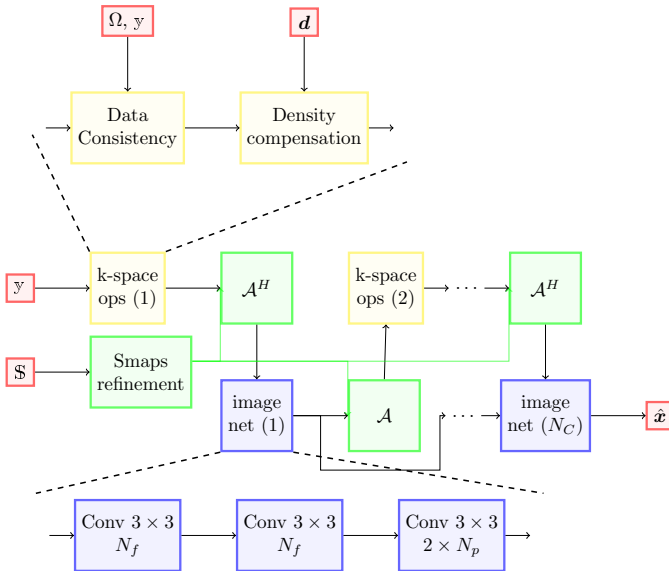 Ω, 𝕪
𝒅
Data
Consistency
Density
compensation
𝕪
k-space
ops (1)
𝒜^H
k-space
ops (2)
⋯
𝒜^H
$
Smaps
refinement
image
net (1)
𝒜
⋯
image
net (N_C)
x̂
Conv 3 × 3
N_f
Conv 3 × 3
N_f
Conv 3 × 3
2 × N_p